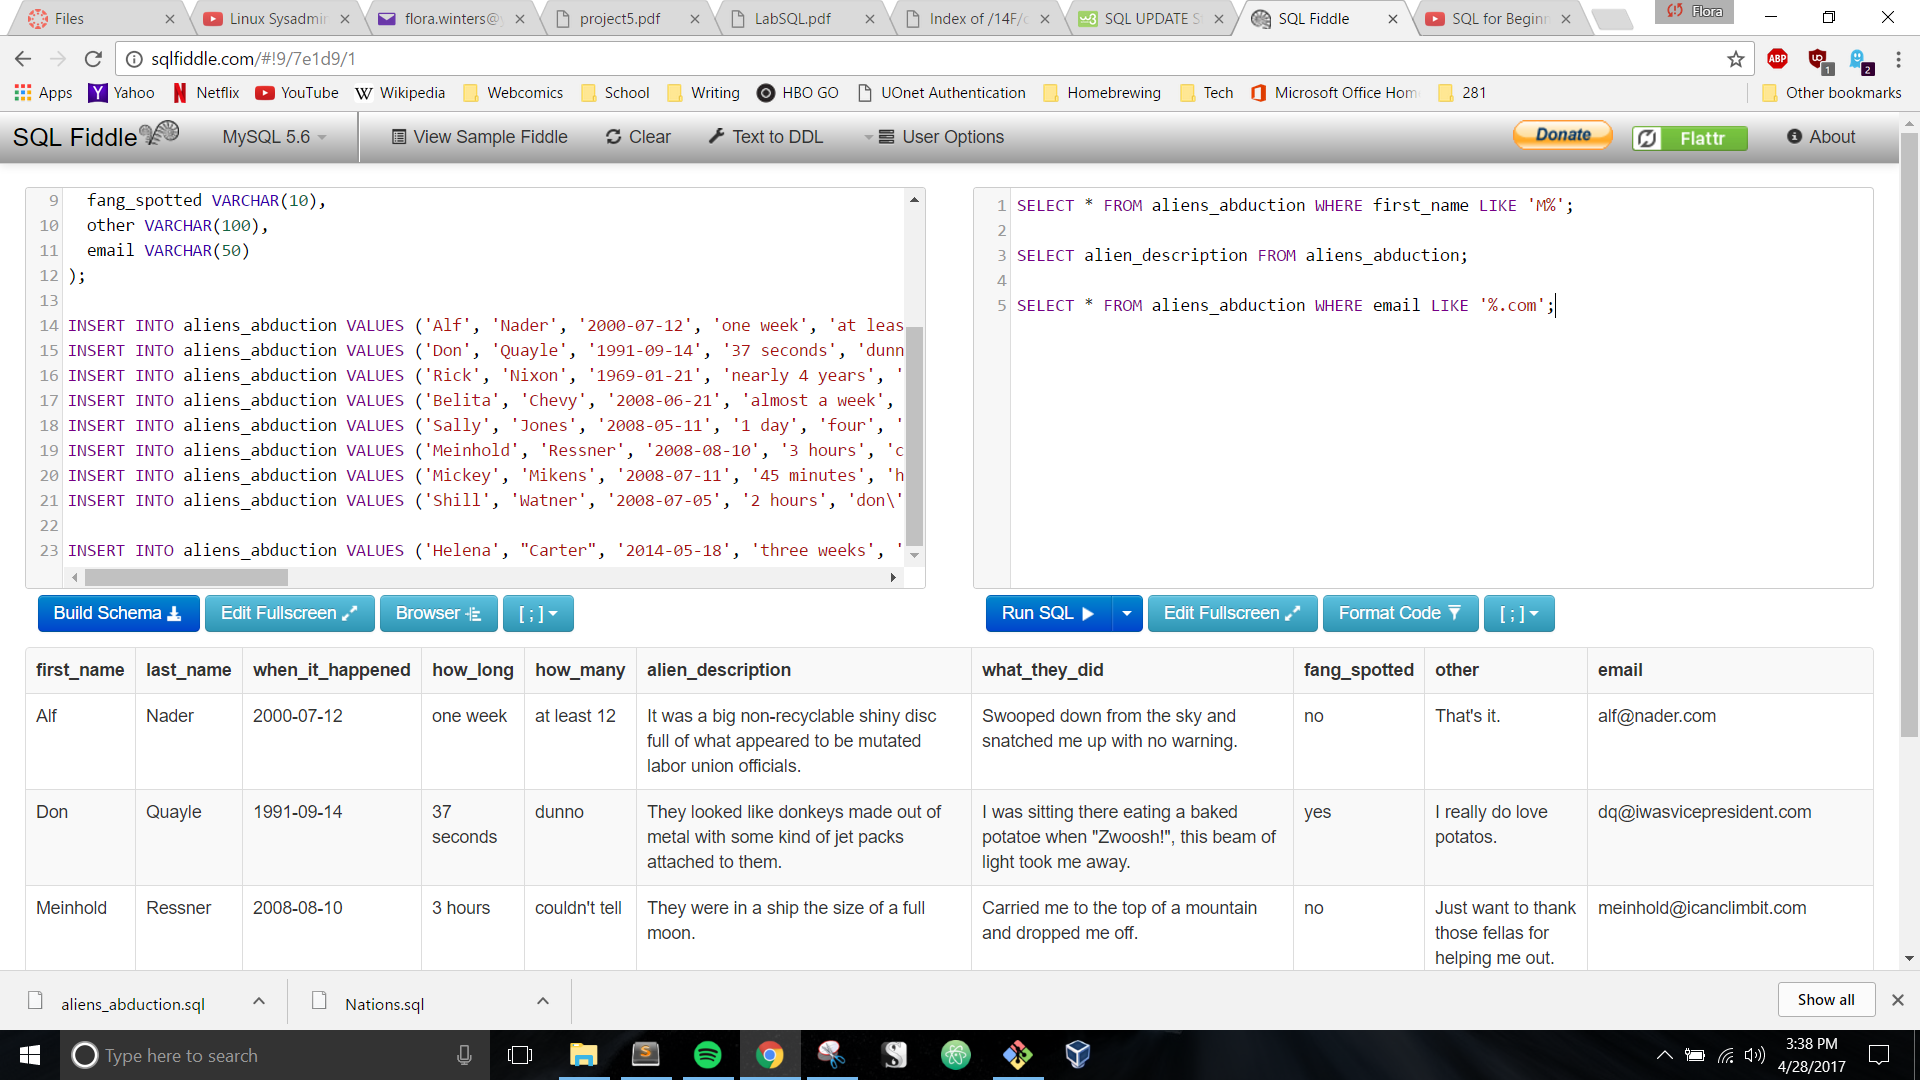 Files
Linux Sysadmin
flora.winters@
project5.pdf
LabSQL.pdf
Index of /14F/
SQL UPDATE S
SQL Fiddle
SQL for Beginn
Flora
sqlfiddle.com/#!9/7e1d9/1
ABP
1
2
Apps
Yahoo
Netflix
YouTube
Wikipedia
Webcomics
School
Writing
HBO GO
UOnet Authentication
Homebrewing
Tech
Microsoft Office Hom
281
Other bookmarks
SQL Fiddle
MySQL 5.6
View Sample Fiddle
Clear
Text to DDL
User Options
Donate
Flattr
About
9 fang_spotted VARCHAR(10),
10 other VARCHAR(100),
11 email VARCHAR(50)
12 );
13
14 INSERT INTO aliens_abduction VALUES ('Alf', 'Nader', '2000-07-12', 'one week', 'at leas
15 INSERT INTO aliens_abduction VALUES ('Don', 'Quayle', '1991-09-14', '37 seconds', 'dunn
16 INSERT INTO aliens_abduction VALUES ('Rick', 'Nixon', '1969-01-21', 'nearly 4 years', '
17 INSERT INTO aliens_abduction VALUES ('Belita', 'Chevy', '2008-06-21', 'almost a week',
18 INSERT INTO aliens_abduction VALUES ('Sally', 'Jones', '2008-05-11', '1 day', 'four', '
19 INSERT INTO aliens_abduction VALUES ('Meinhold', 'Ressner', '2008-08-10', '3 hours', 'c
20 INSERT INTO aliens_abduction VALUES ('Mickey', 'Mikens', '2008-07-11', '45 minutes', 'h
21 INSERT INTO aliens_abduction VALUES ('Shill', 'Watner', '2008-07-05', '2 hours', 'don\'
22
23 INSERT INTO aliens_abduction VALUES ('Helena', "Carter", '2014-05-18', 'three weeks', '
1 SELECT * FROM aliens_abduction WHERE first_name LIKE 'M%';
2
3 SELECT alien_description FROM aliens_abduction;
4
5 SELECT * FROM aliens_abduction WHERE email LIKE '%.com';
Build Schema
Edit Fullscreen
Browser
[ ; ]
Run SQL
Edit Fullscreen
Format Code
[ ; ]
first_name last_name when_it_happened how_long how_many alien_description what_they_did fang_spotted other email
Alf Nader 2000-07-12 one week at least 12 It was a big non-recyclable shiny disc Swooped down from the sky and no That's it. alf@nader.com
full of what appeared to be mutated snatched me up with no warning.
labor union officials.
Don Quayle 1991-09-14 37 dunno They looked like donkeys made out of I was sitting there eating a baked yes I really do love dq@iwasvicepresident.com
seconds metal with some kind of jet packs potatoe when "Zwoosh!", this beam of potatos.
attached to them. light took me away.
Meinhold Ressner 2008-08-10 3 hours couldn't tell They were in a ship the size of a full Carried me to the top of a mountain no Just want to thank meinhold@icanclimbit.com
moon. and dropped me off. those fellas for
helping me out.
aliens_abduction.sql
Nations.sql
Show all
Type here to search
3:38 PM
4/28/2017